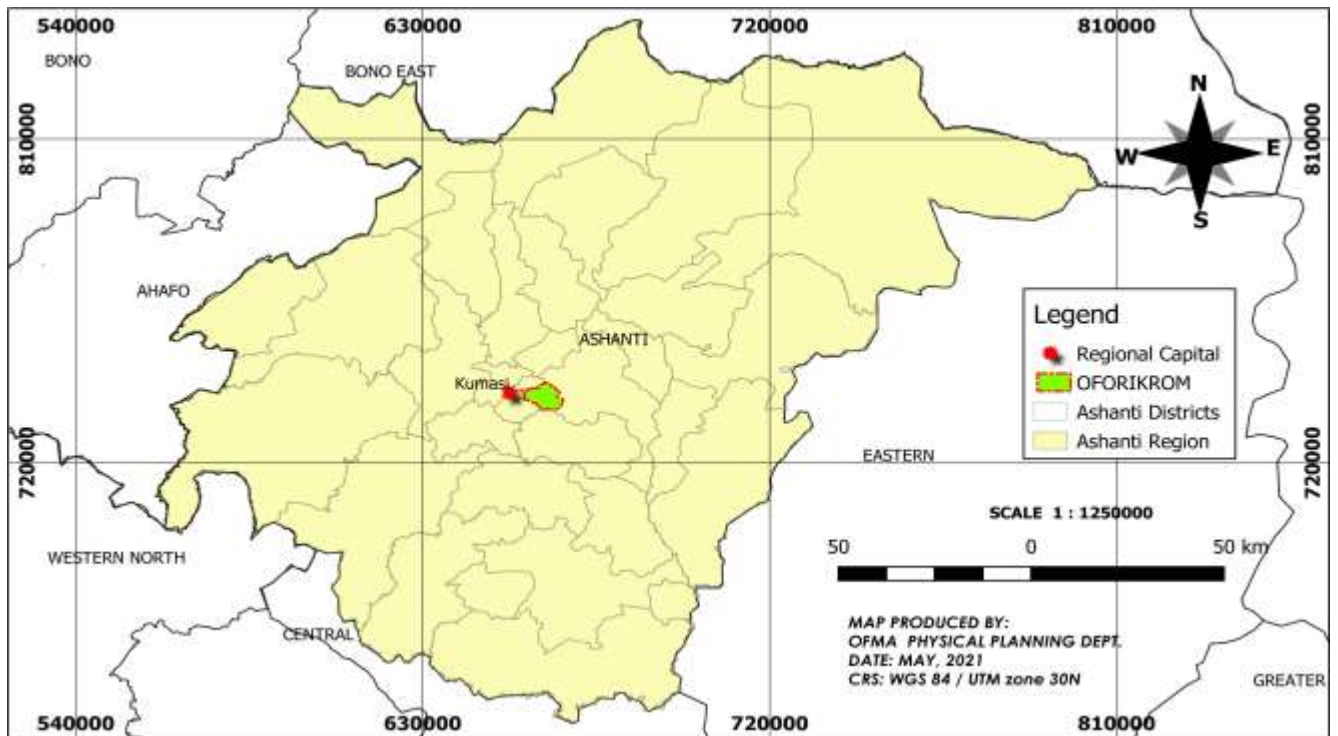 540000
630000
720000
810000
BONO
BONO EAST
N
810000
W
E
810000
S
AHAFO
Legend
ASHANTI
Regional Capital
Kumasi
OFORIKROM
Ashanti Districts
Ashanti Region
720000
EASTERN
720000
SCALE 1 : 1250000
50
0
50 km
WESTERN NORTH
CENTRAL
MAP PRODUCED BY:
OFMA PHYSICAL PLANNING DEPT.
DATE: MAY, 2021
CRS: WGS 84 / UTM zone 30N
GREATER
540000
630000
720000
810000